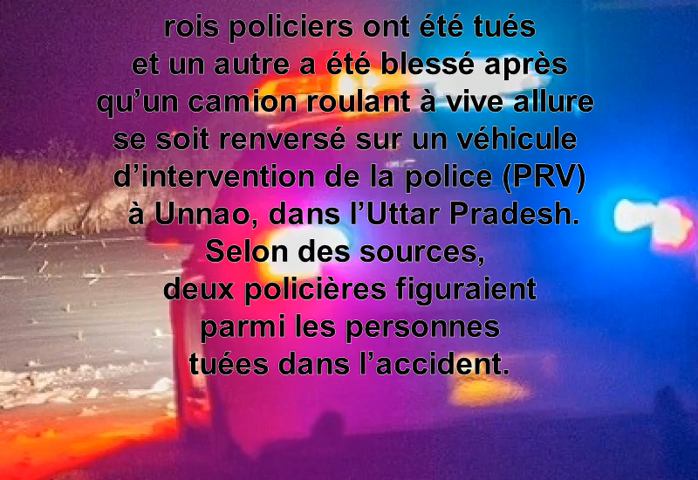 rois policiers ont été tués
et un autre a été blessé après
qu’un camion roulant à vive allure
se soit renversé sur un véhicule
d’intervention de la police (PRV)
à Unnao, dans l’Uttar Pradesh.
Selon des sources,
deux policières figuraient
parmi les personnes
tuées dans l’accident.